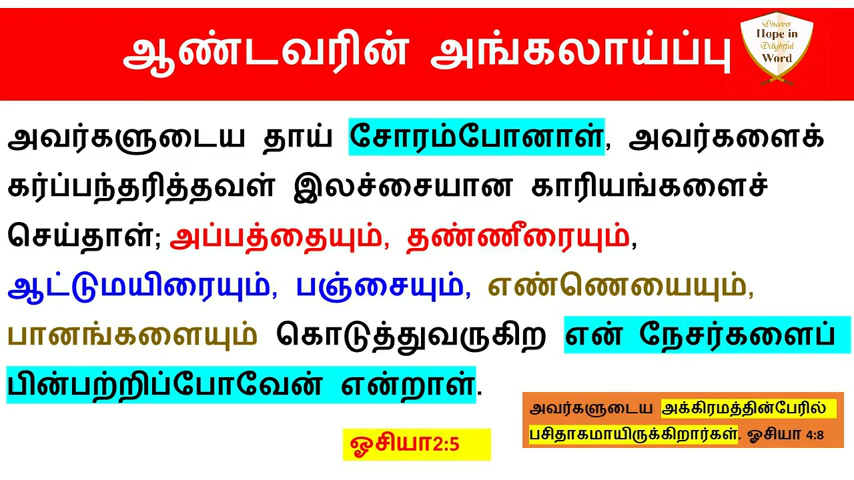 ஆண்டவரின் அங்கலாய்ப்பு
Discover
Hope in
Delightful
Word
அவர்களுடைய தாய் சோரம்போனாள், அவர்களைக்
கர்ப்பந்தரித்தவள் இலச்சையான காரியங்களைச்
செய்தாள்; அப்பத்தையும், தண்ணீரையும்,
ஆட்டுமயிரையும், பஞ்சையும், எண்ணெயையும்,
பானங்களையும் கொடுத்துவருகிற என் நேசர்களைப்
பின்பற்றிப்போவேன் என்றாள்.
அவர்களுடைய அக்கிரமத்தின்பேரில்
பசிதாகமாயிருக்கிறார்கள். ஓசியா 4:8
ஓசியா2:5